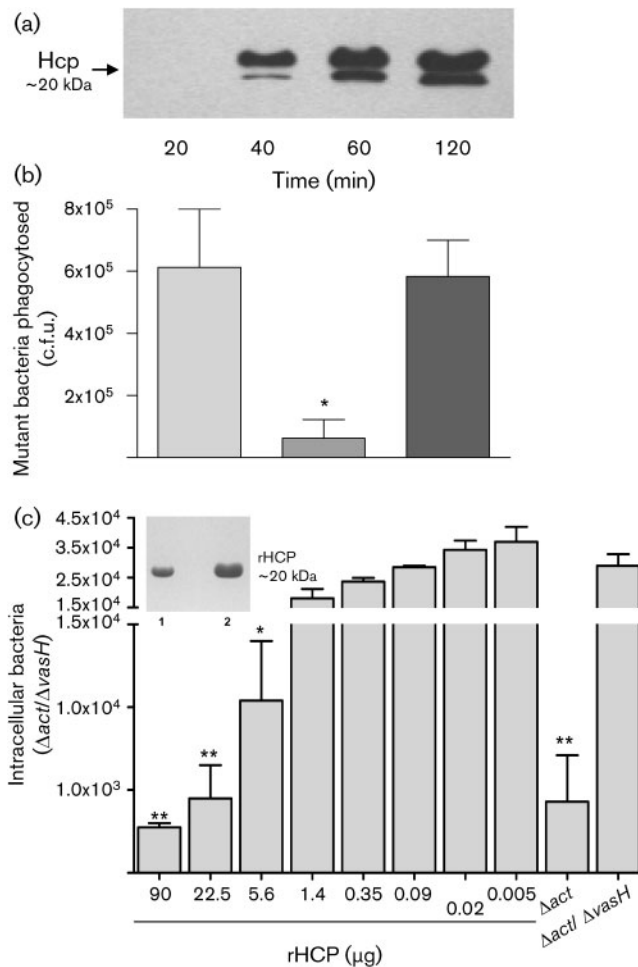 (a)
Hcp
~20 kDa
20 40 60 120
Time (min)
(b)
Mutant bacteria phagocytosed
(c.f.u.)
8x10⁵
6x10⁵
4x10⁵
2x10⁵
*
(c)
Intracellular bacteria
(Δact/ΔvasH)
4.5x10⁴
3.5x10⁴
2.5x10⁴
1.5x10⁴
1.5x10⁴
1.0x10⁴
1.0x10³
rHCP
~20 kDa
1 2
** ** * **
90 22.5 5.6 1.4 0.35 0.09 0.02 0.005 Δact Δact/ ΔvasH
rHCP (µg)